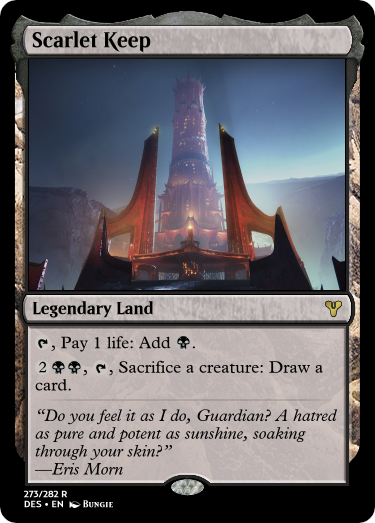 Scarlet Keep
Legendary Land
, Pay 1 life: Add .
2 , , Sacrifice a creature: Draw a
card.
“Do you feel it as I do, Guardian? A hatred
as pure and potent as sunshine, soaking
through your skin?”
—Eris Morn
273/282 R
DES • EN Bungie